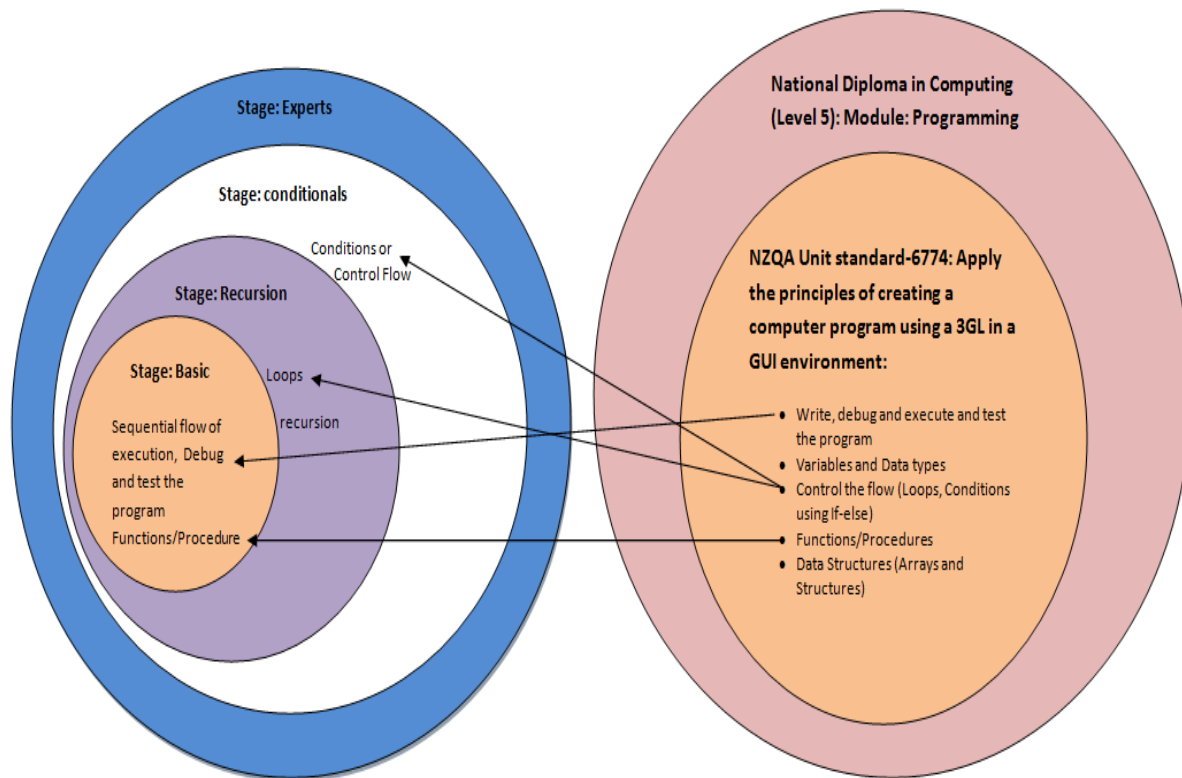 Stage: Experts
Stage: conditionals
Conditions or
Control Flow
Stage: Recursion
Loops
recursion
Stage: Basic
Sequential flow of
execution, Debug
and test the
program
Functions/Procedure
National Diploma in Computing
(Level 5): Module: Programming
NZQA Unit standard-6774: Apply
the principles of creating a
computer program using a 3GL in a
GUI environment:
• Write, debug and execute and test
the program
• Variables and Data types
• Control the flow (Loops, Conditions
using If-else)
• Functions/Procedures
• Data Structures (Arrays and
Structures)